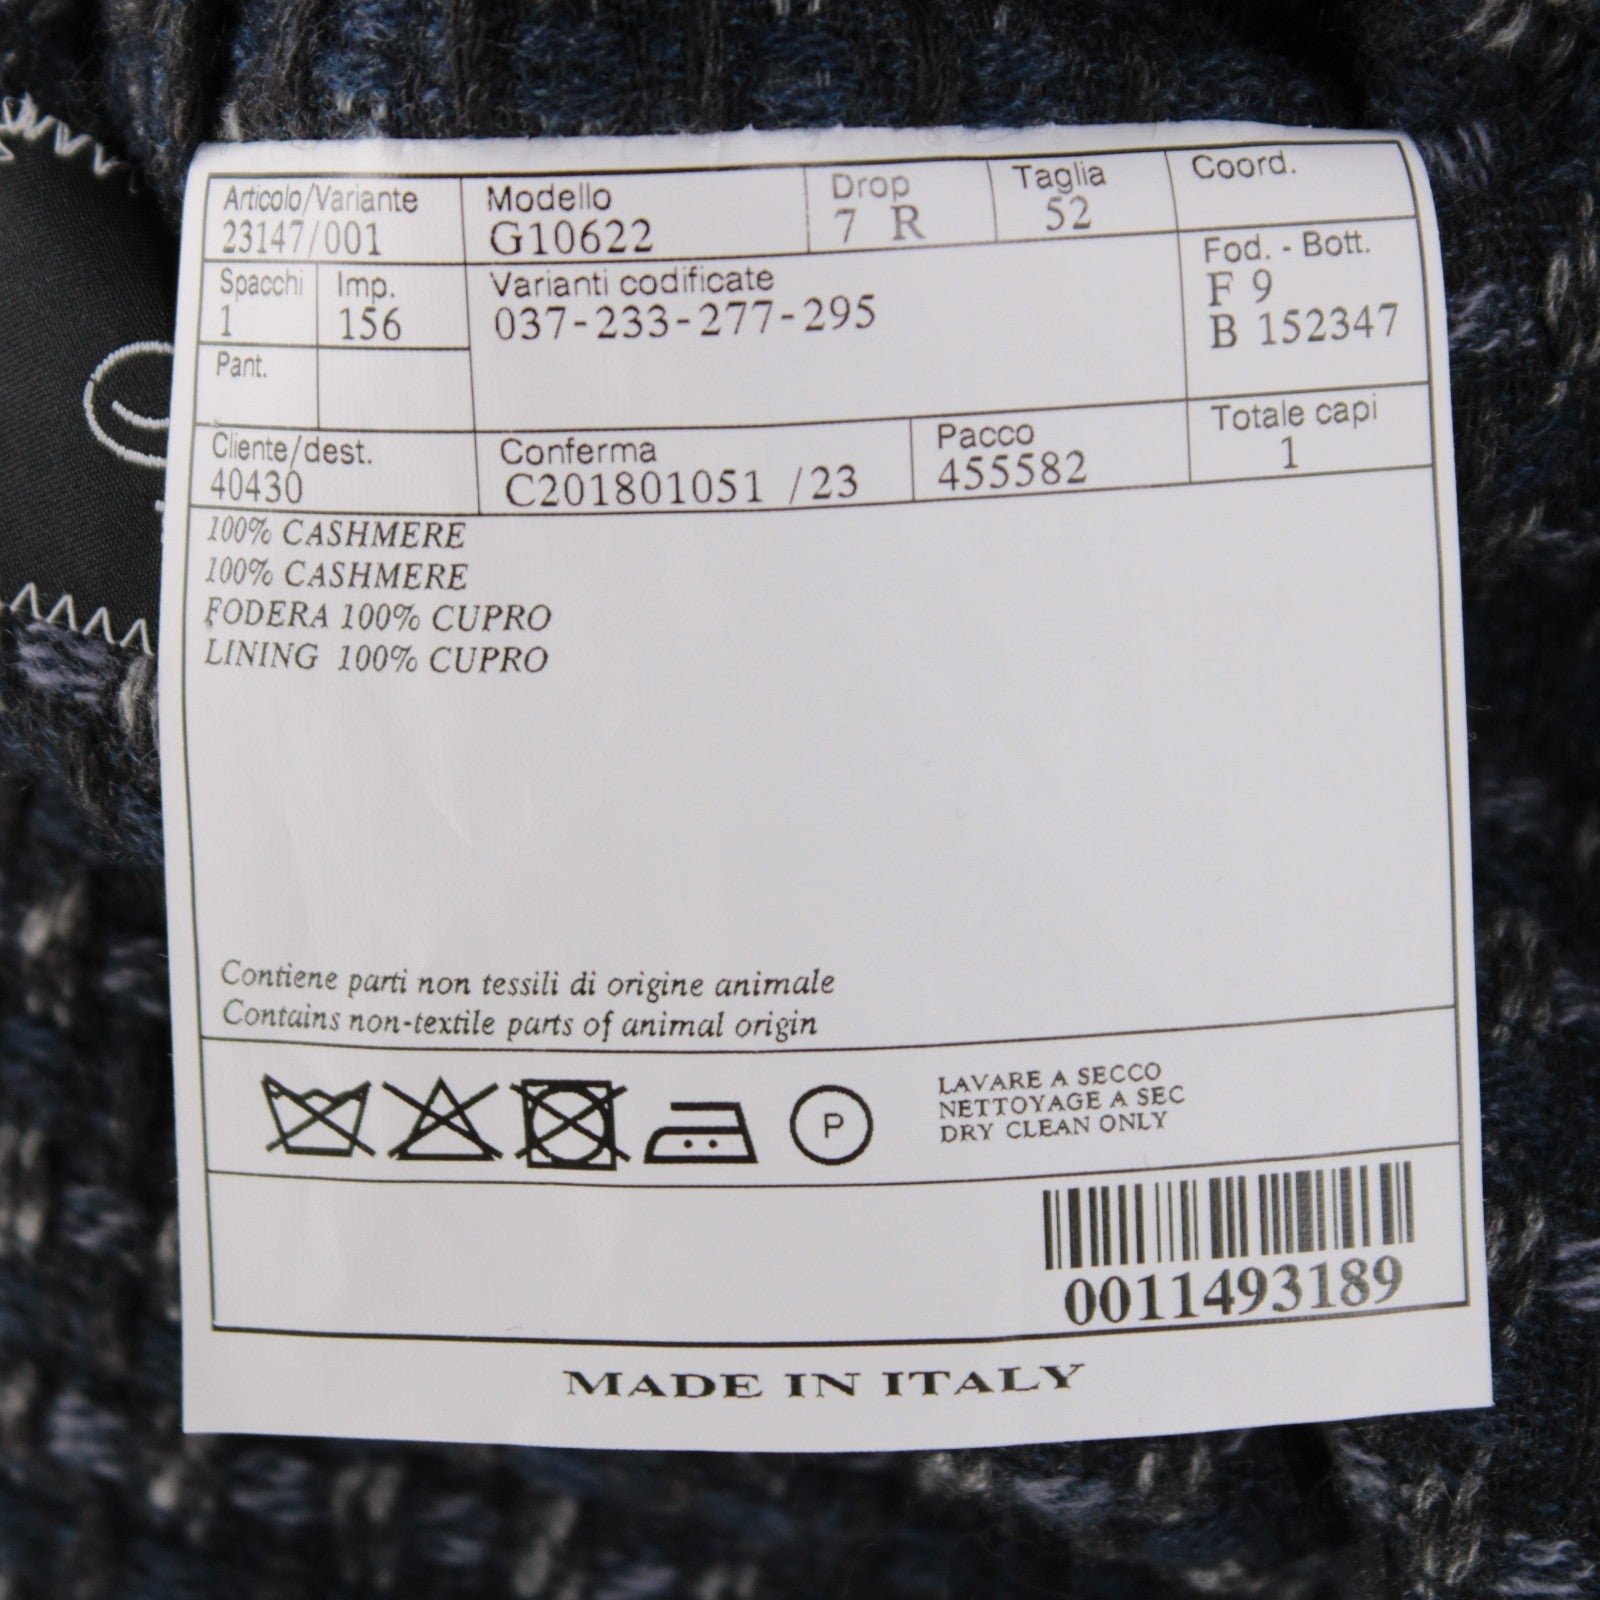 Articolo/Variante Modello Drop Taglia Coord.
23147/001 G10622 7 R 52
Spacchi Imp. Varianti codificate Fod. - Bott.
1 156 037-233-277-295 F 9
B 152347
Pant.
Cliente/dest. Conferma Pacco Totale capi
40430 C201801051 /23 455582 1
100% CASHMERE
100% CASHMERE
FODERA 100% CUPRO
LINING 100% CUPRO
Contiene parti non tessili di origine animale
Contains non-textile parts of animal origin
P
LAVARE A SECCO
NETTOYAGE A SEC
DRY CLEAN ONLY
0011493189
MADE IN ITALY